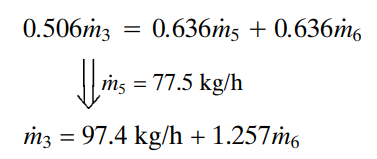 0.506ṁ₃ = 0.636ṁ₅ + 0.636ṁ₆
ṁ₅ = 77.5 kg/h
ṁ₃ = 97.4 kg/h + 1.257ṁ₆